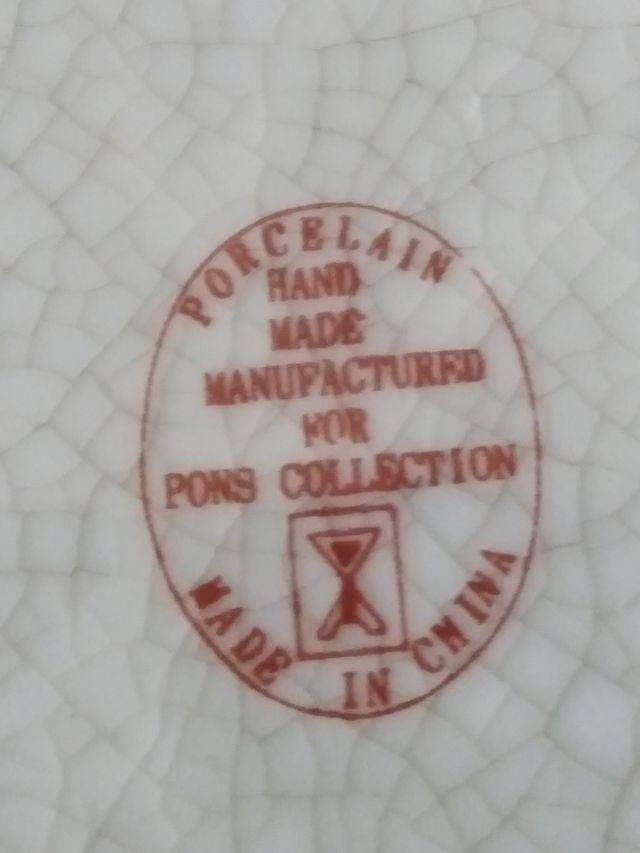 PORCELAIN
HAND
MADE
MANUFACTURED
FOR
PONS COLLECTION
MADE IN CHINA